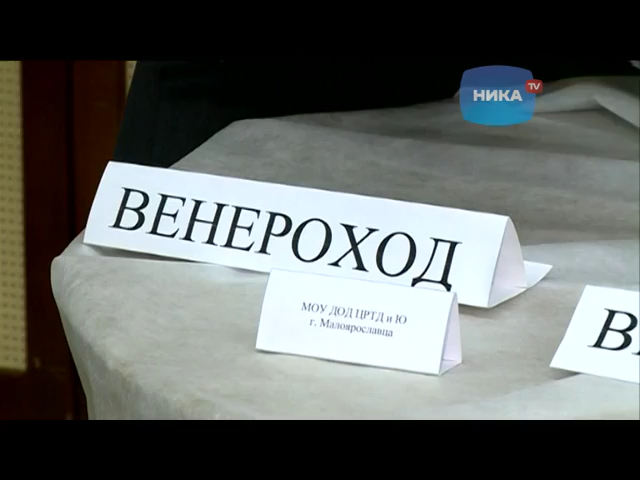 НИКА TV
ВЕНЕРОХОД
МОУ ДОД ЦРТД и Ю
г. Малоярославца